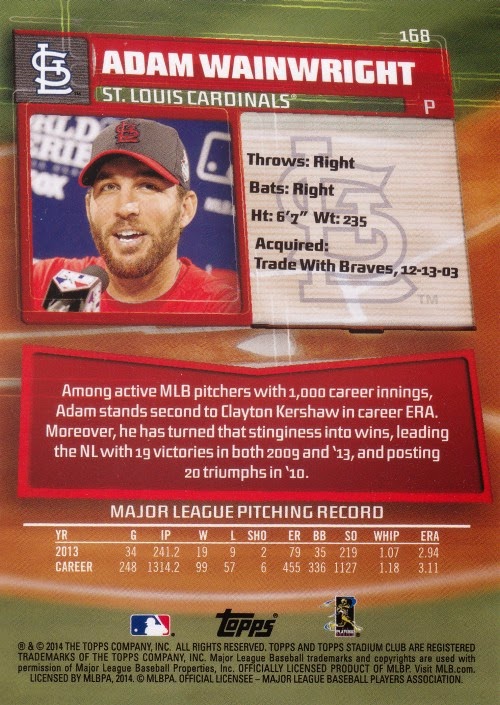 168
ADAM WAINWRIGHT
ST. LOUIS CARDINALS®
P
Throws: Right
Bats: Right
Ht: 6'7" Wt: 235
Acquired:
Trade With Braves, 12-13-03
TM
Among active MLB pitchers with 1,000 career innings,
Adam stands second to Clayton Kershaw in career ERA.
Moreover, he has turned that stinginess into wins, leading
the NL with 19 victories in both 2009 and '13, and posting
20 triumphs in '10.
MAJOR LEAGUE PITCHING RECORD
YR G IP W L SHO ER BB SO WHIP ERA
2013 34 241.2 19 9 2 79 35 219 1.07 2.94
CAREER 248 1314.2 99 57 6 455 336 1127 1.18 3.11
Topps®
PLAYERS
® & © 2014 THE TOPPS COMPANY, INC. ALL RIGHTS RESERVED. TOPPS AND TOPPS STADIUM CLUB ARE REGISTERED
TRADEMARKS OF THE TOPPS COMPANY, INC. Major League Baseball trademarks and copyrights are used with
permission of Major League Baseball Properties, Inc. OFFICIALLY LICENSED PRODUCT OF MLBP. Visit MLB.com.
LICENSED BY MLBPA, 2014. © MLBPA. OFFICIAL LICENSEE – MAJOR LEAGUE BASEBALL PLAYERS ASSOCIATION.